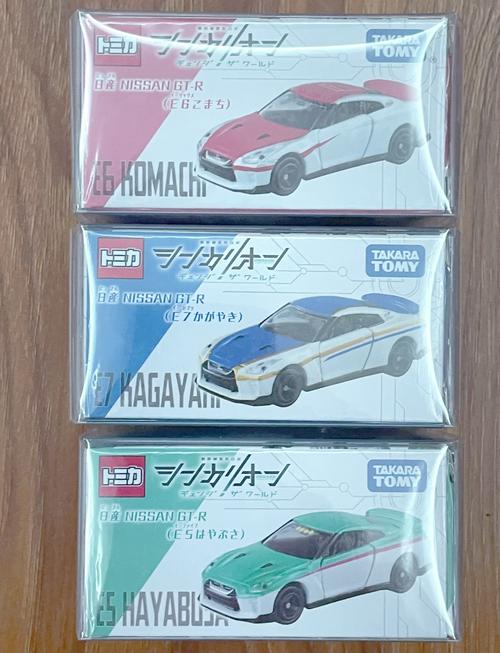 トミカ
シンカリオン
チェンジ ザ ワールド
TAKARA TOMY
日産 NISSAN GT-R
(E6こまち)
E6 KOMACHI
トミカ
シンカリオン
チェンジ ザ ワールド
TAKARA TOMY
日産 NISSAN GT-R
(E7かがやき)
E7 KAGAYAKI
トミカ
シンカリオン
チェンジ ザ ワールド
TAKARA TOMY
日産 NISSAN GT-R
(E5はやぶさ)
E5 HAYABUSA